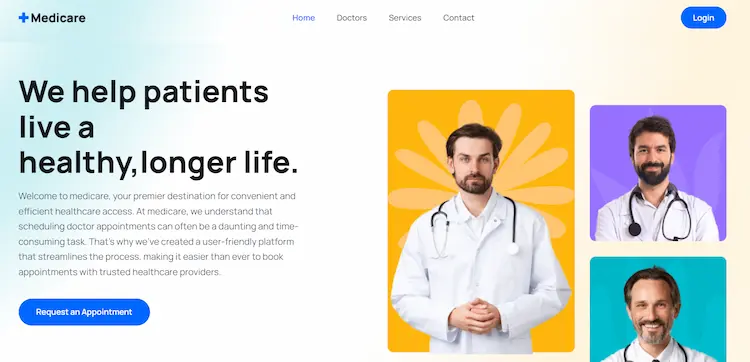 Medicare
Home Doctors Services Contact
Login
We help patients
live a
healthy,longer life.
Welcome to medicare, your premier destination for convenient and
efficient healthcare access. At medicare, we understand that
scheduling doctor appointments can often be a daunting and time-
consuming task. That's why we've created a user-friendly platform
that streamlines the process, making it easier than ever to book
appointments with trusted healthcare providers.
Request an Appointment